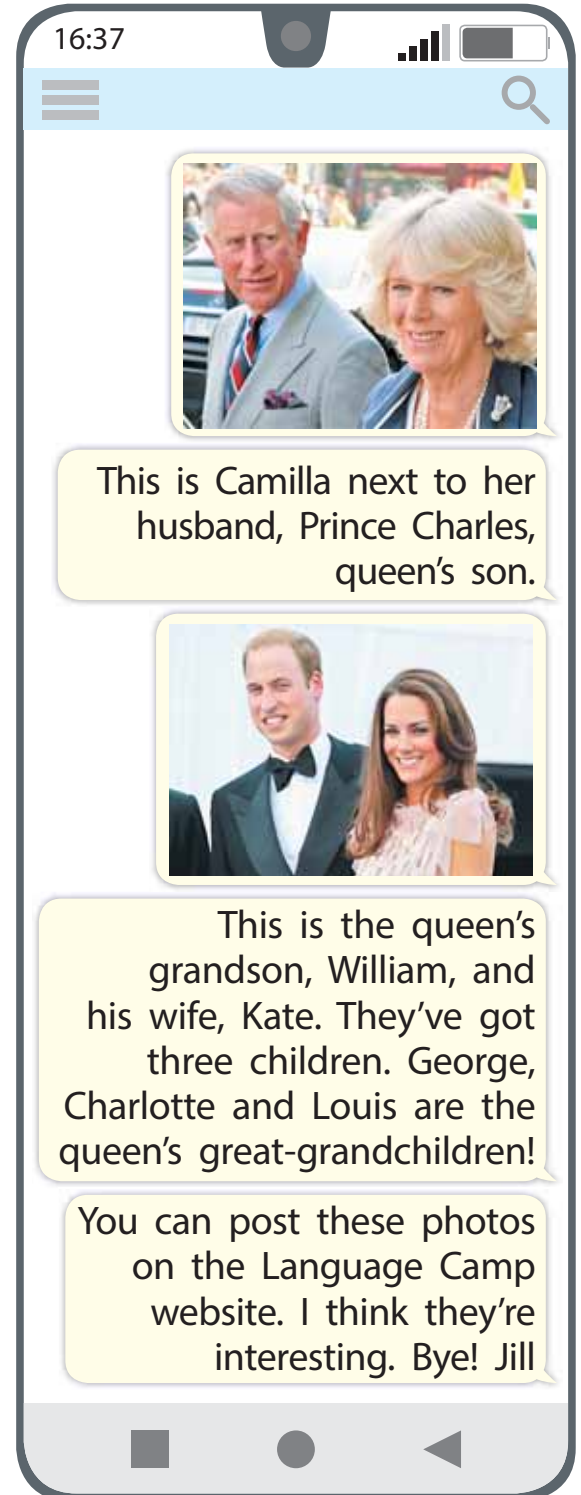 16:37
This is Camilla next to her
husband, Prince Charles,
queen's son.
This is the queen's
grandson, William, and
his wife, Kate. They've got
three children. George,
Charlotte and Louis are the
queen's great-grandchildren!
You can post these photos
on the Language Camp
website. I think they're
interesting. Bye! Jill